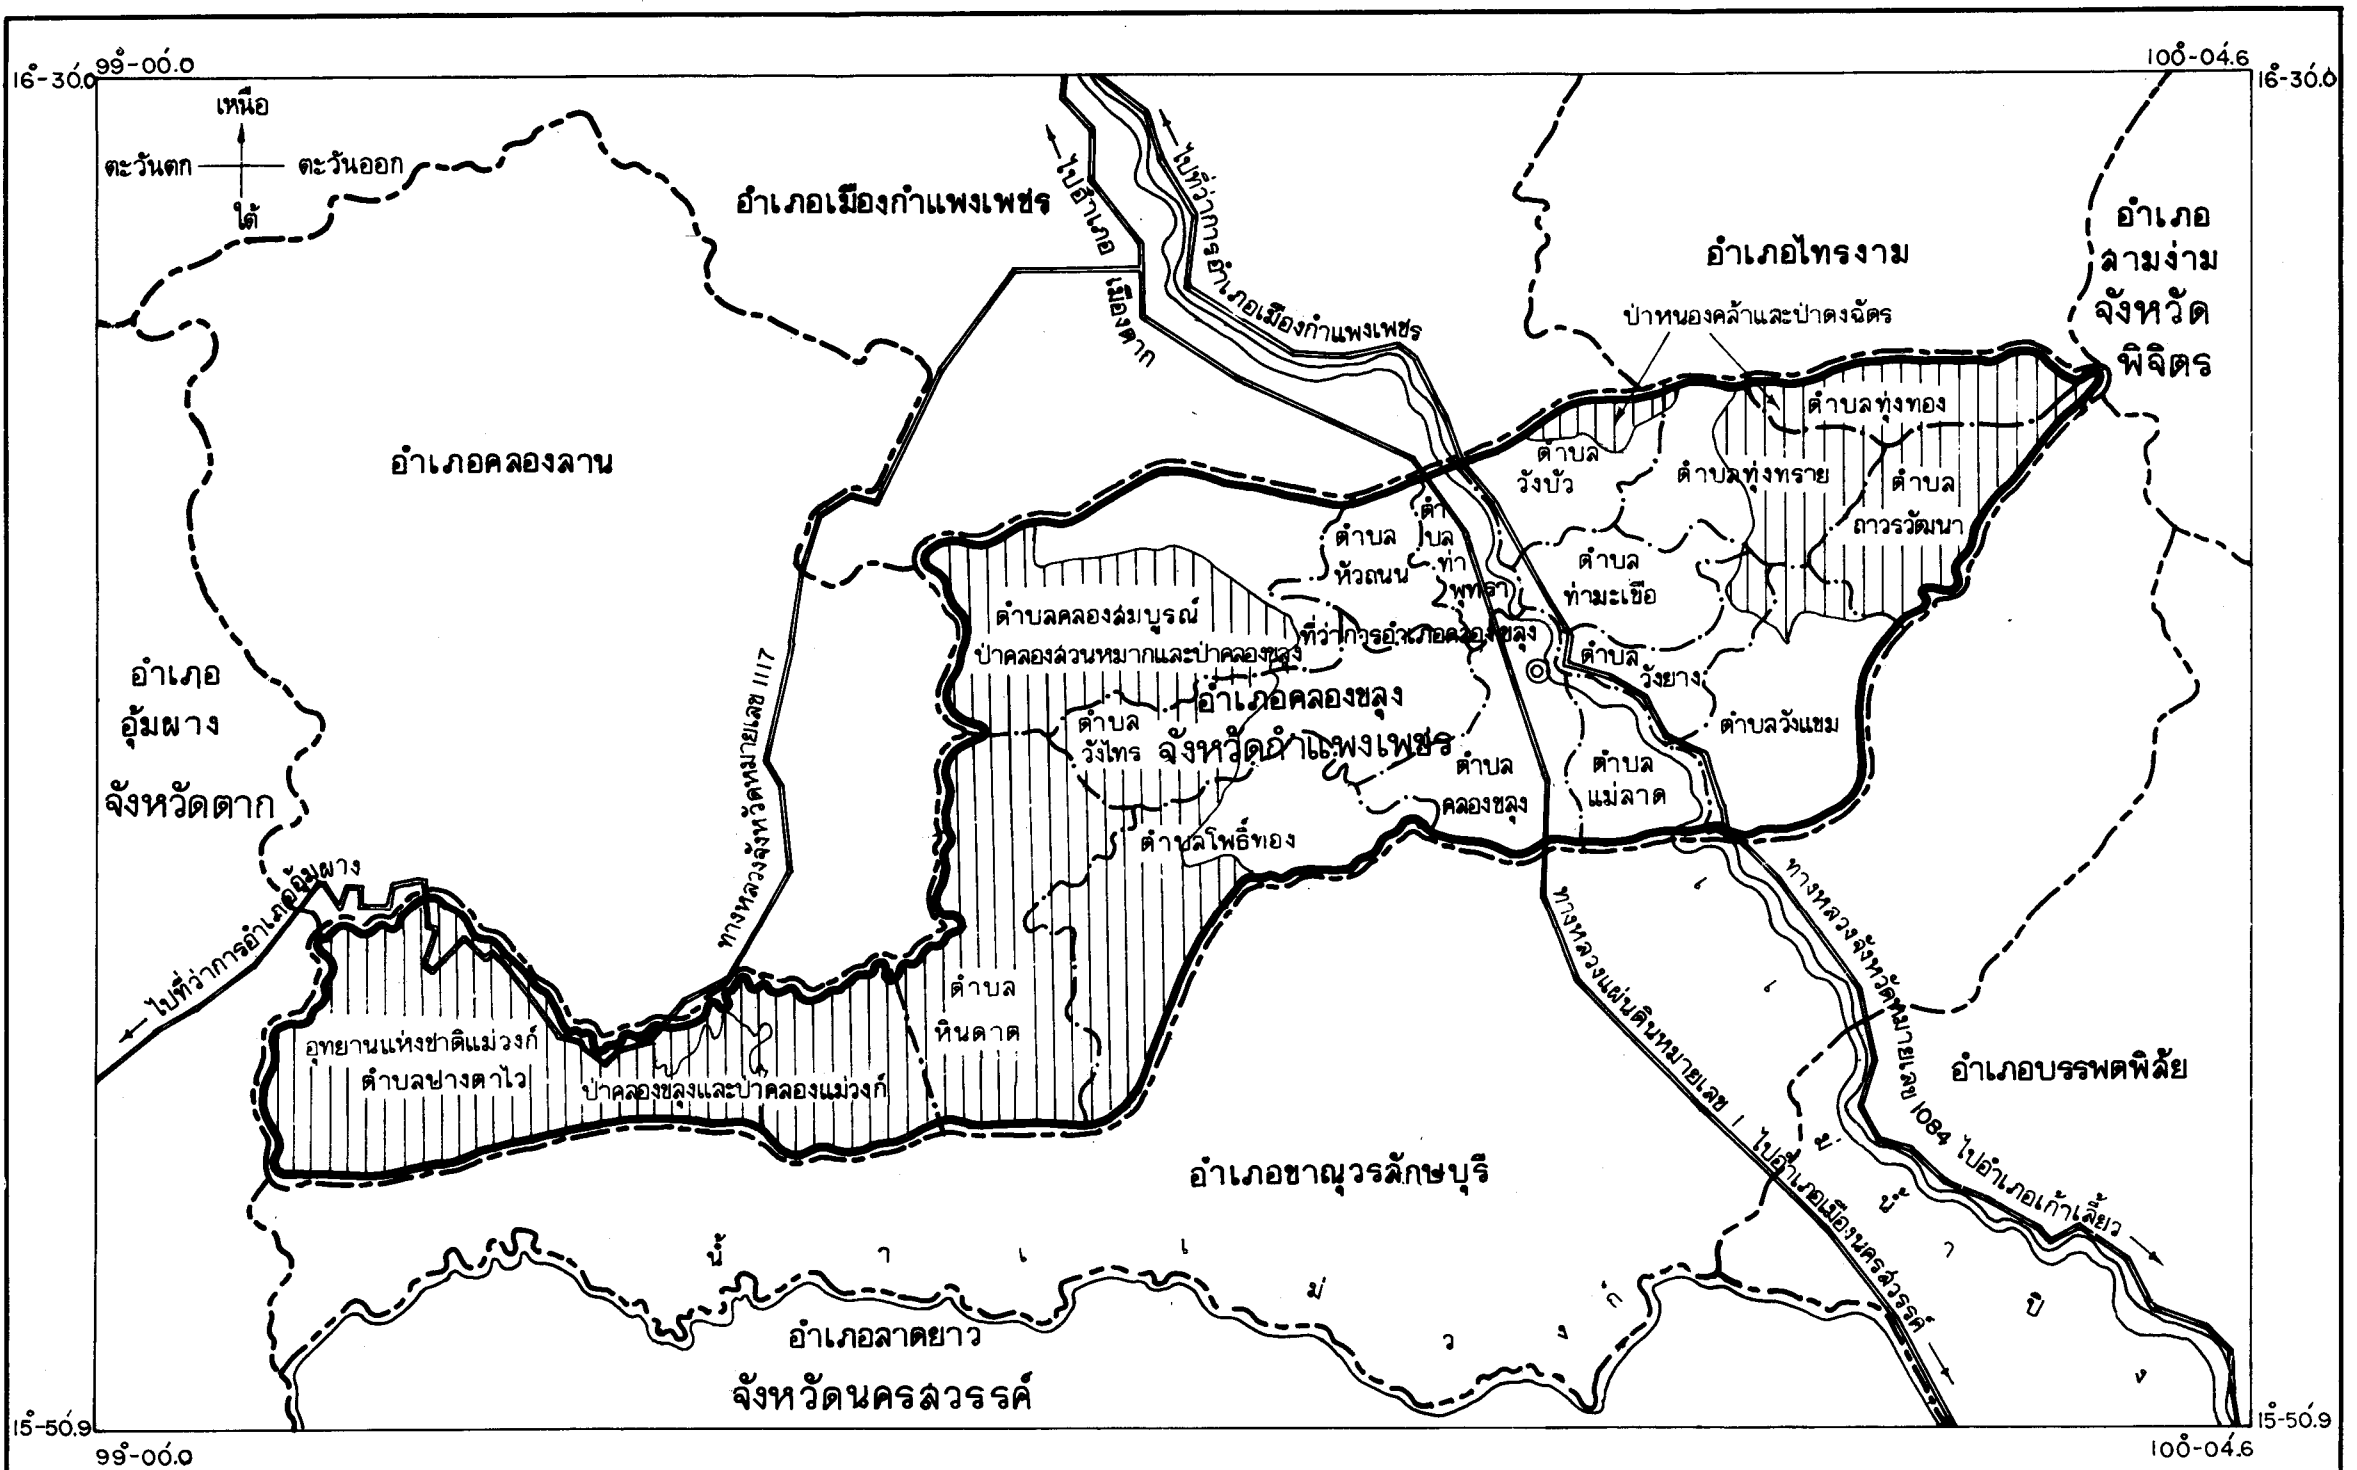 99°-00.0
100°-04.6
16°-30.0
16°-30.0
เหนือ
ตะวันตก
ตะวันออก
ใต้
อำเภอเมืองกำแพงเพชร
ไปอำเภอ
เมืองตาก
ไปที่ว่าการอำเภอเมืองกำแพงเพชร
อำเภอไทรงาม
อำเภอ
สามง่าม
จังหวัด
พิจิตร
ป่าหนองคล้าและป่าดงฉัตร
ตำบลทุ่งทอง
อำเภอคลองลาน
ตำบล
วังบัว
ตำบลทุ่งทราย
ตำบล
ถาวรวัฒนา
ตำบล
หัวถนน
ตำ
บล
ท่า
พุทรา
ตำบล
ท่ามะเขือ
ตำบลคลองสมบูรณ์
ป่าคลองสวนหมากและป่าคลองขลุง
ที่ว่าการอำเภอคลองขลุง
ตำบล
วังยาง
อำเภอ
อุ้มผาง
จังหวัดตาก
ทางหลวงจังหวัดหมายเลข 1117
อำเภอคลองขลุง
จังหวัดกำแพงเพชร
ตำบล
วังไทร
ตำบลวังแขม
ตำบล
คลองขลุง
ตำบล
แม่ลาด
ตำบลโพธิ์ทอง
ไปที่ว่าการอำเภออุ้มผาง
ตำบล
หินดาต
อุทยานแห่งชาติแม่วงก์
ตำบลปางตาไว
ป่าคลองขลุงและป่าคลองแม่วงก์
ทางหลวงแผ่นดินหมายเลข 1 ไปอำเภอเมืองนครสวรรค์
ทางหลวงจังหวัดหมายเลข 1084 ไปอำเภอเก้าเลี้ยว
แม่น้ำปิง
อำเภอบรรพตพิสัย
อำเภอขาณุวรลักษบุรี
น้ำแม่วงก์
อำเภอลาดยาว
จังหวัดนครสวรรค์
15°-50.9
15°-50.9
99°-00.0
100°-04.6